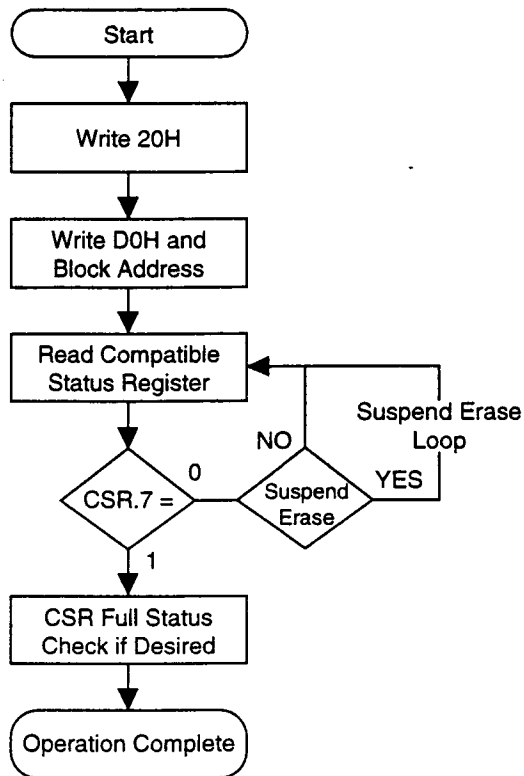 Start
Write 20H
Write D0H and
Block Address
Read Compatible
Status Register
Suspend Erase
Loop
NO
YES
0
CSR.7 =
Suspend
Erase
1
CSR Full Status
Check if Desired
Operation Complete